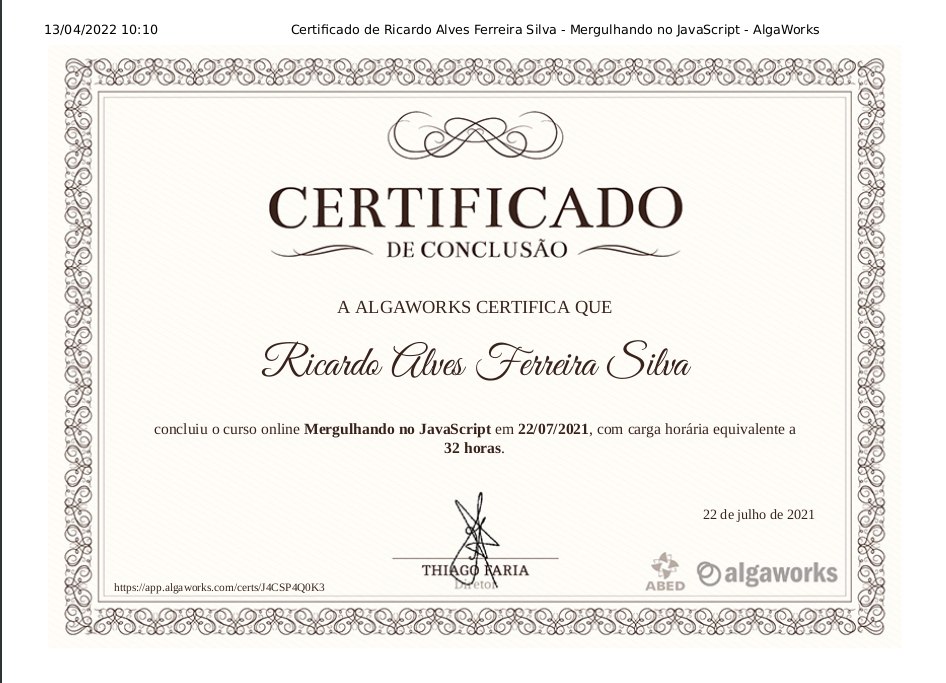 13/04/2022 10:10
Certificado de Ricardo Alves Ferreira Silva - Mergulhando no JavaScript - AlgaWorks
CERTIFICADO
DE CONCLUSÃO
A ALGAWORKS CERTIFICA QUE
Ricardo Alves Ferreira Silva
concluiu o curso online Mergulhando no JavaScript em 22/07/2021, com carga horária equivalente a
32 horas.
22 de julho de 2021
THIAGO FARIA
Diretor
https://app.algaworks.com/certs/J4CSP4Q0K3
ABED
algaworks